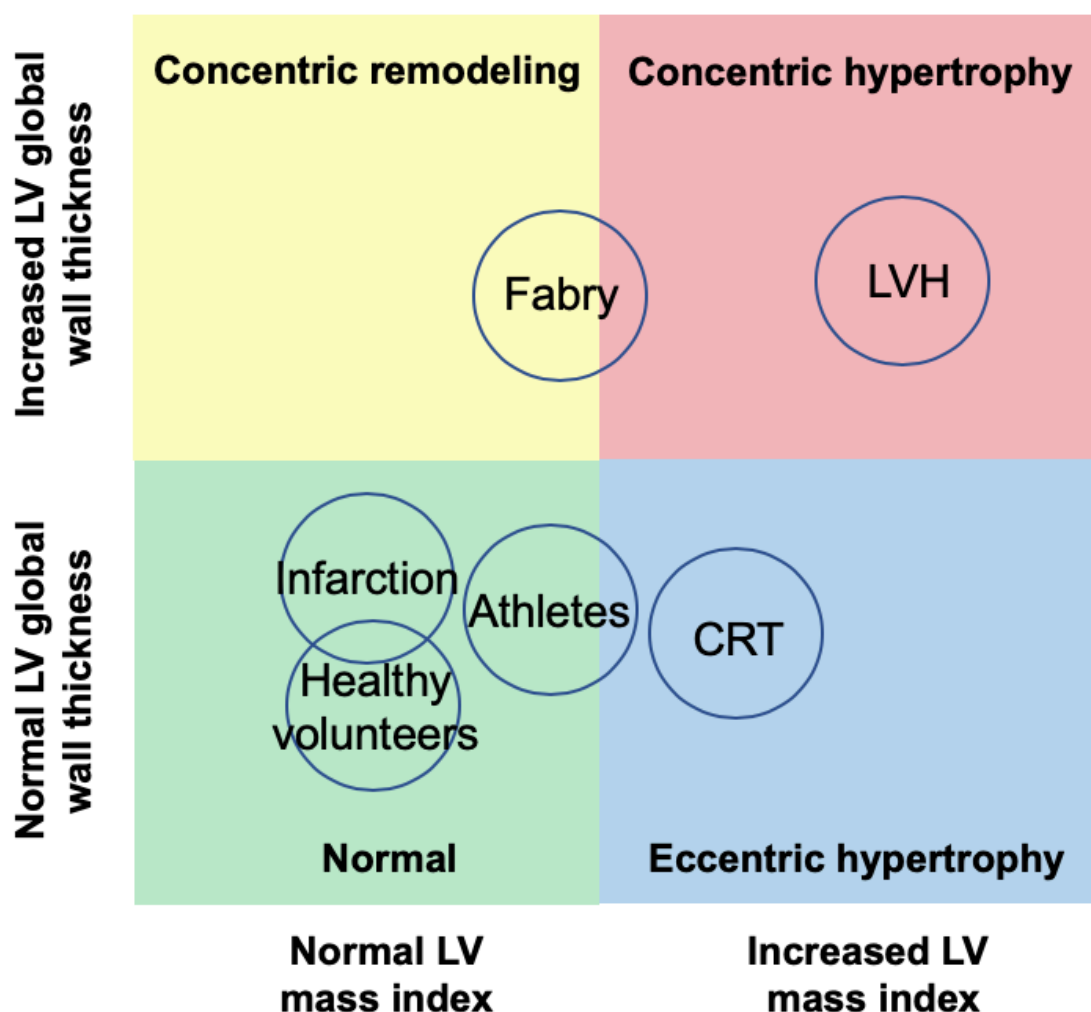 Increased LV global
wall thickness
Concentric remodeling
Concentric hypertrophy
Fabry
LVH
Normal LV global
wall thickness
Infarction
Athletes
CRT
Healthy
volunteers
Normal
Eccentric hypertrophy
Normal LV
mass index
Increased LV
mass index